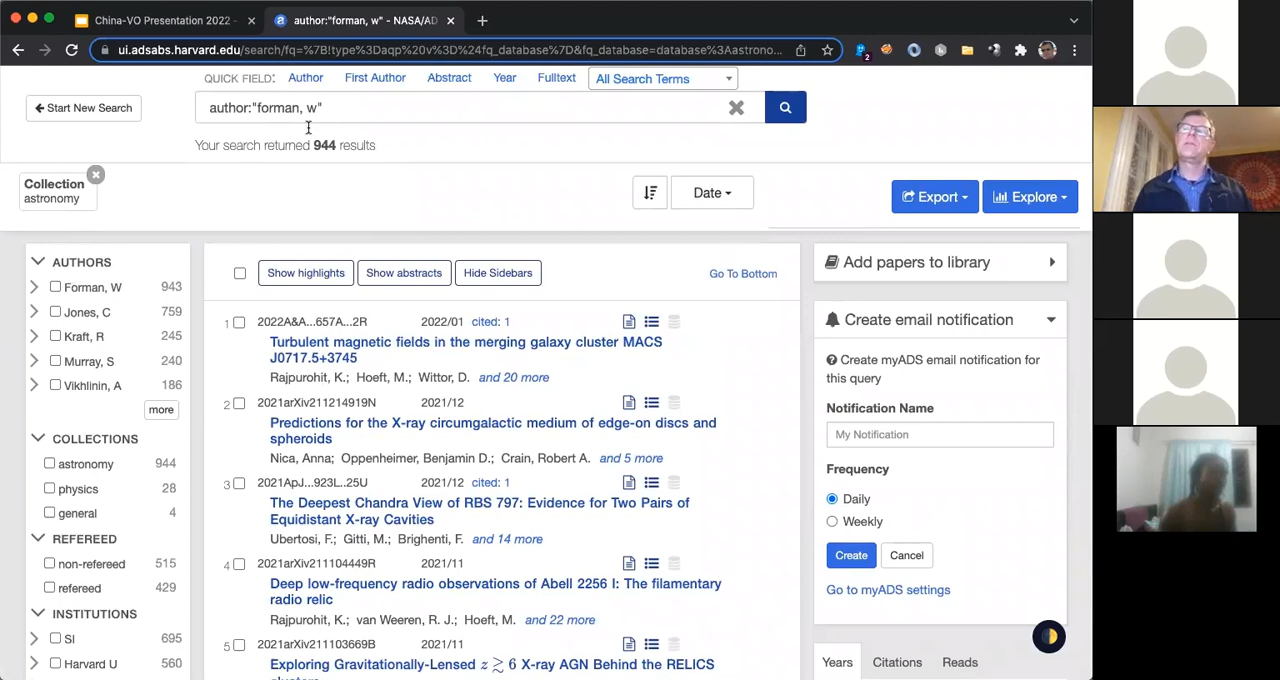 China-VO Presentation 2022 -
author:"forman, w" - NASA/AD
ui.adsabs.harvard.edu/search/fq=%7B!type%3Daqp%20v%3D%24fq_database%7D&fq_database=database%3Aastrono...
2
QUICK FIELD: Author First Author Abstract Year Fulltext All Search Terms
Start New Search
author:"forman, w"
Your search returned 944 results
Collection
astronomy
Date
Export
Explore
AUTHORS
Forman, W 943
Jones, C 759
Kraft, R 245
Murray, S 240
Vikhlinin, A 186
more
COLLECTIONS
astronomy 944
physics 28
general 4
REFEREED
non-refereed 515
refereed 429
INSTITUTIONS
SI 695
Harvard U 560
Show highlights Show abstracts Hide Sidebars Go To Bottom
1 2022A&A...657A...2R 2022/01 cited: 1
Turbulent magnetic fields in the merging galaxy cluster MACS
J0717.5+3745
Rajpurohit, K.; Hoeft, M.; Wittor, D. and 20 more
2 2021arXiv211214919N 2021/12
Predictions for the X-ray circumgalactic medium of edge-on discs and
spheroids
Nica, Anna; Oppenheimer, Benjamin D.; Crain, Robert A. and 5 more
3 2021ApJ...923L..25U 2021/12 cited: 1
The Deepest Chandra View of RBS 797: Evidence for Two Pairs of
Equidistant X-ray Cavities
Ubertosi, F.; Gitti, M.; Brighenti, F. and 14 more
4 2021arXiv211104449R 2021/11
Deep low-frequency radio observations of Abell 2256 I: The filamentary
radio relic
Rajpurohit, K.; van Weeren, R. J.; Hoeft, M. and 22 more
5 2021arXiv211103669B 2021/11
Exploring Gravitationally-Lensed z ≳ 6 X-ray AGN Behind the RELICS
Add papers to library
Create email notification
Create myADS email notification for
this query
Notification Name
My Notification
Frequency
Daily
Weekly
Create Cancel
Go to myADS settings
Years Citations Reads